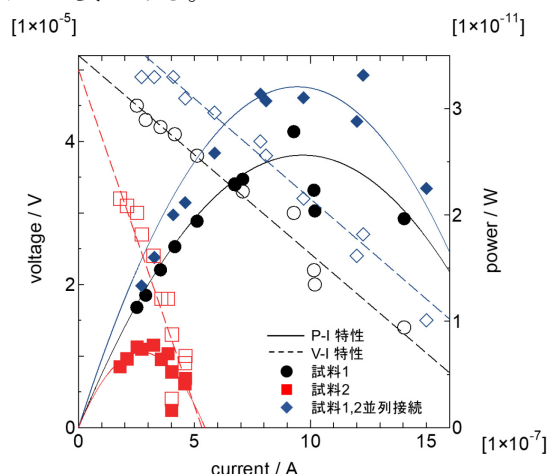 [1×10⁻⁵]
[1×10⁻¹¹]
4
2
0
voltage / V
3
2
1
0
power / W
P-I 特性
V-I 特性
試料1
試料2
試料1,2並列接続
0
5
10
15
[1×10⁻⁷]
current / A